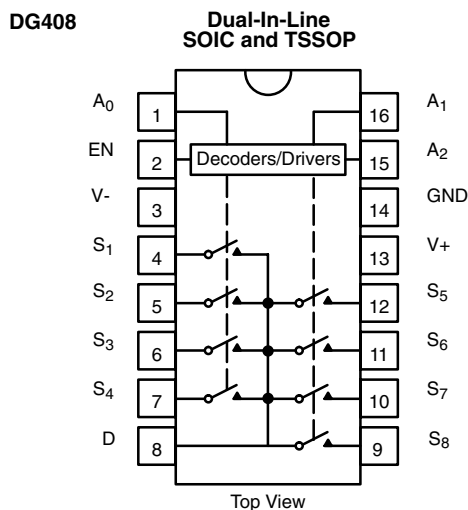 DG408
Dual-In-Line
SOIC and TSSOP
A0 1 16 A1
EN 2 Decoders/Drivers 15 A2
V- 3 14 GND
S1 4 13 V+
S2 5 12 S5
S3 6 11 S6
S4 7 10 S7
D 8 9 S8
Top View